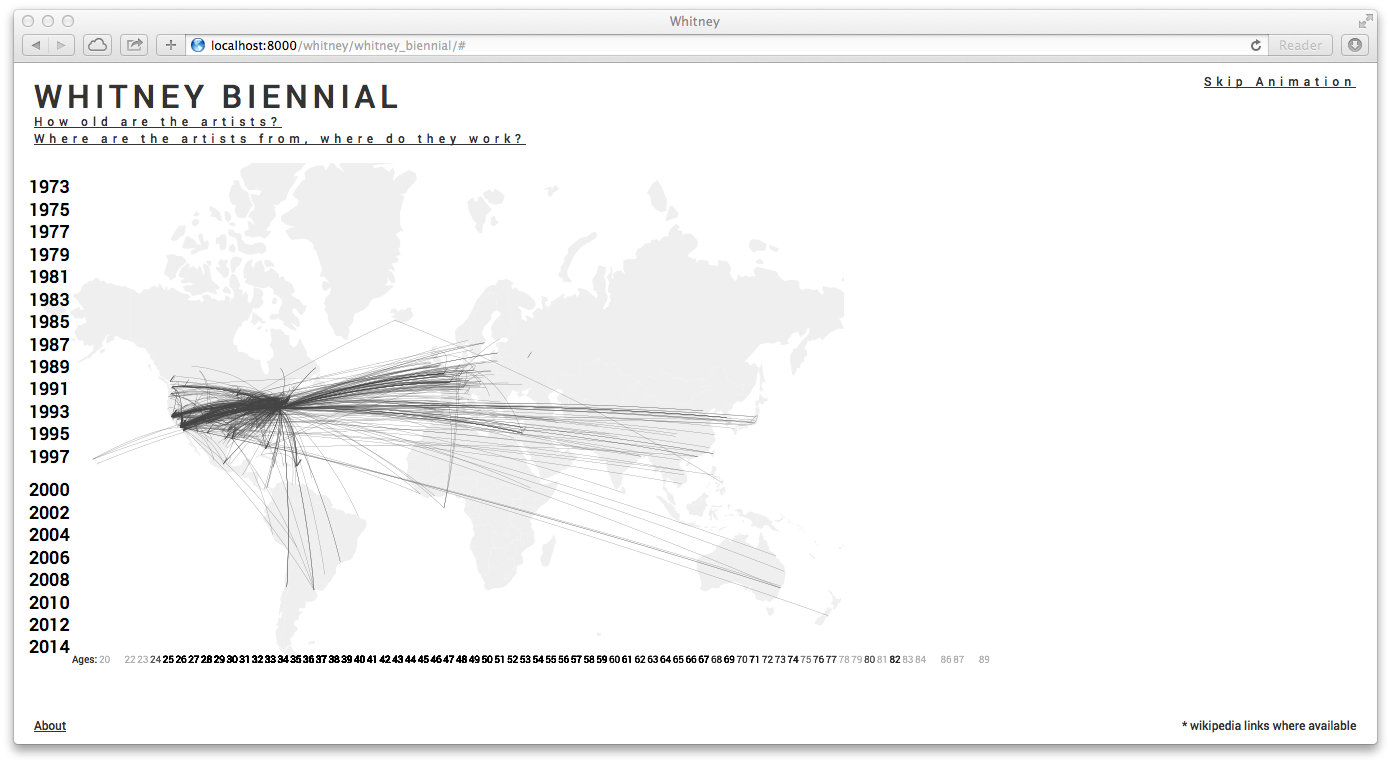 Whitney
localhost:8000/whitney/whitney_biennial/#
Reader
Skip Animation
WHITNEY BIENNIAL
How old are the artists?
Where are the artists from, where do they work?
1973
1975
1977
1979
1981
1983
1985
1987
1989
1991
1993
1995
1997
2000
2002
2004
2006
2008
2010
2012
2014
Ages: 20 22 23 24 25 26 27 28 29 30 31 32 33 34 35 36 37 38 39 40 41 42 43 44 45 46 47 48 49 50 51 52 53 54 55 56 57 58 59 60 61 62 63 64 65 66 67 68 69 70 71 72 73 74 75 76 77 78 79 80 81 82 83 84 86 87 89
About
* wikipedia links where available